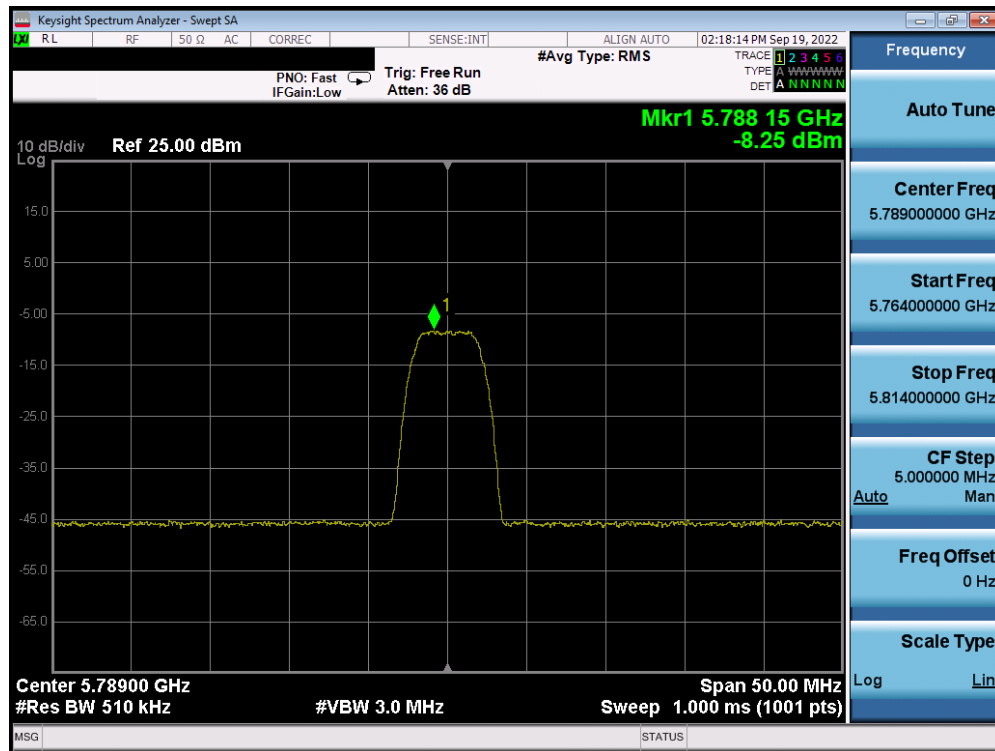 Keysight Spectrum Analyzer - Swept SA
LXI RL RF 50 Ω AC CORREC SENSE:INT ALIGN AUTO 02:18:14 PM Sep 19, 2022
#Avg Type: RMS TRACE 1 2 3 4 5 6
PNO: Fast Trig: Free Run TYPE A WWWWW
IFGain:Low Atten: 36 dB DET A N N N N N
Mkr1 5.788 15 GHz
10 dB/div Ref 25.00 dBm -8.25 dBm
Log
15.0
5.00
1
-5.00
-15.0
-25.0
-35.0
-45.0
-55.0
-65.0
Center 5.78900 GHz Span 50.00 MHz
#Res BW 510 kHz #VBW 3.0 MHz Sweep 1.000 ms (1001 pts)
MSG STATUS
Frequency
Auto Tune
Center Freq
5.789000000 GHz
Start Freq
5.764000000 GHz
Stop Freq
5.814000000 GHz
CF Step
5.000000 MHz
Auto Man
Freq Offset
0 Hz
Scale Type
Log Lin